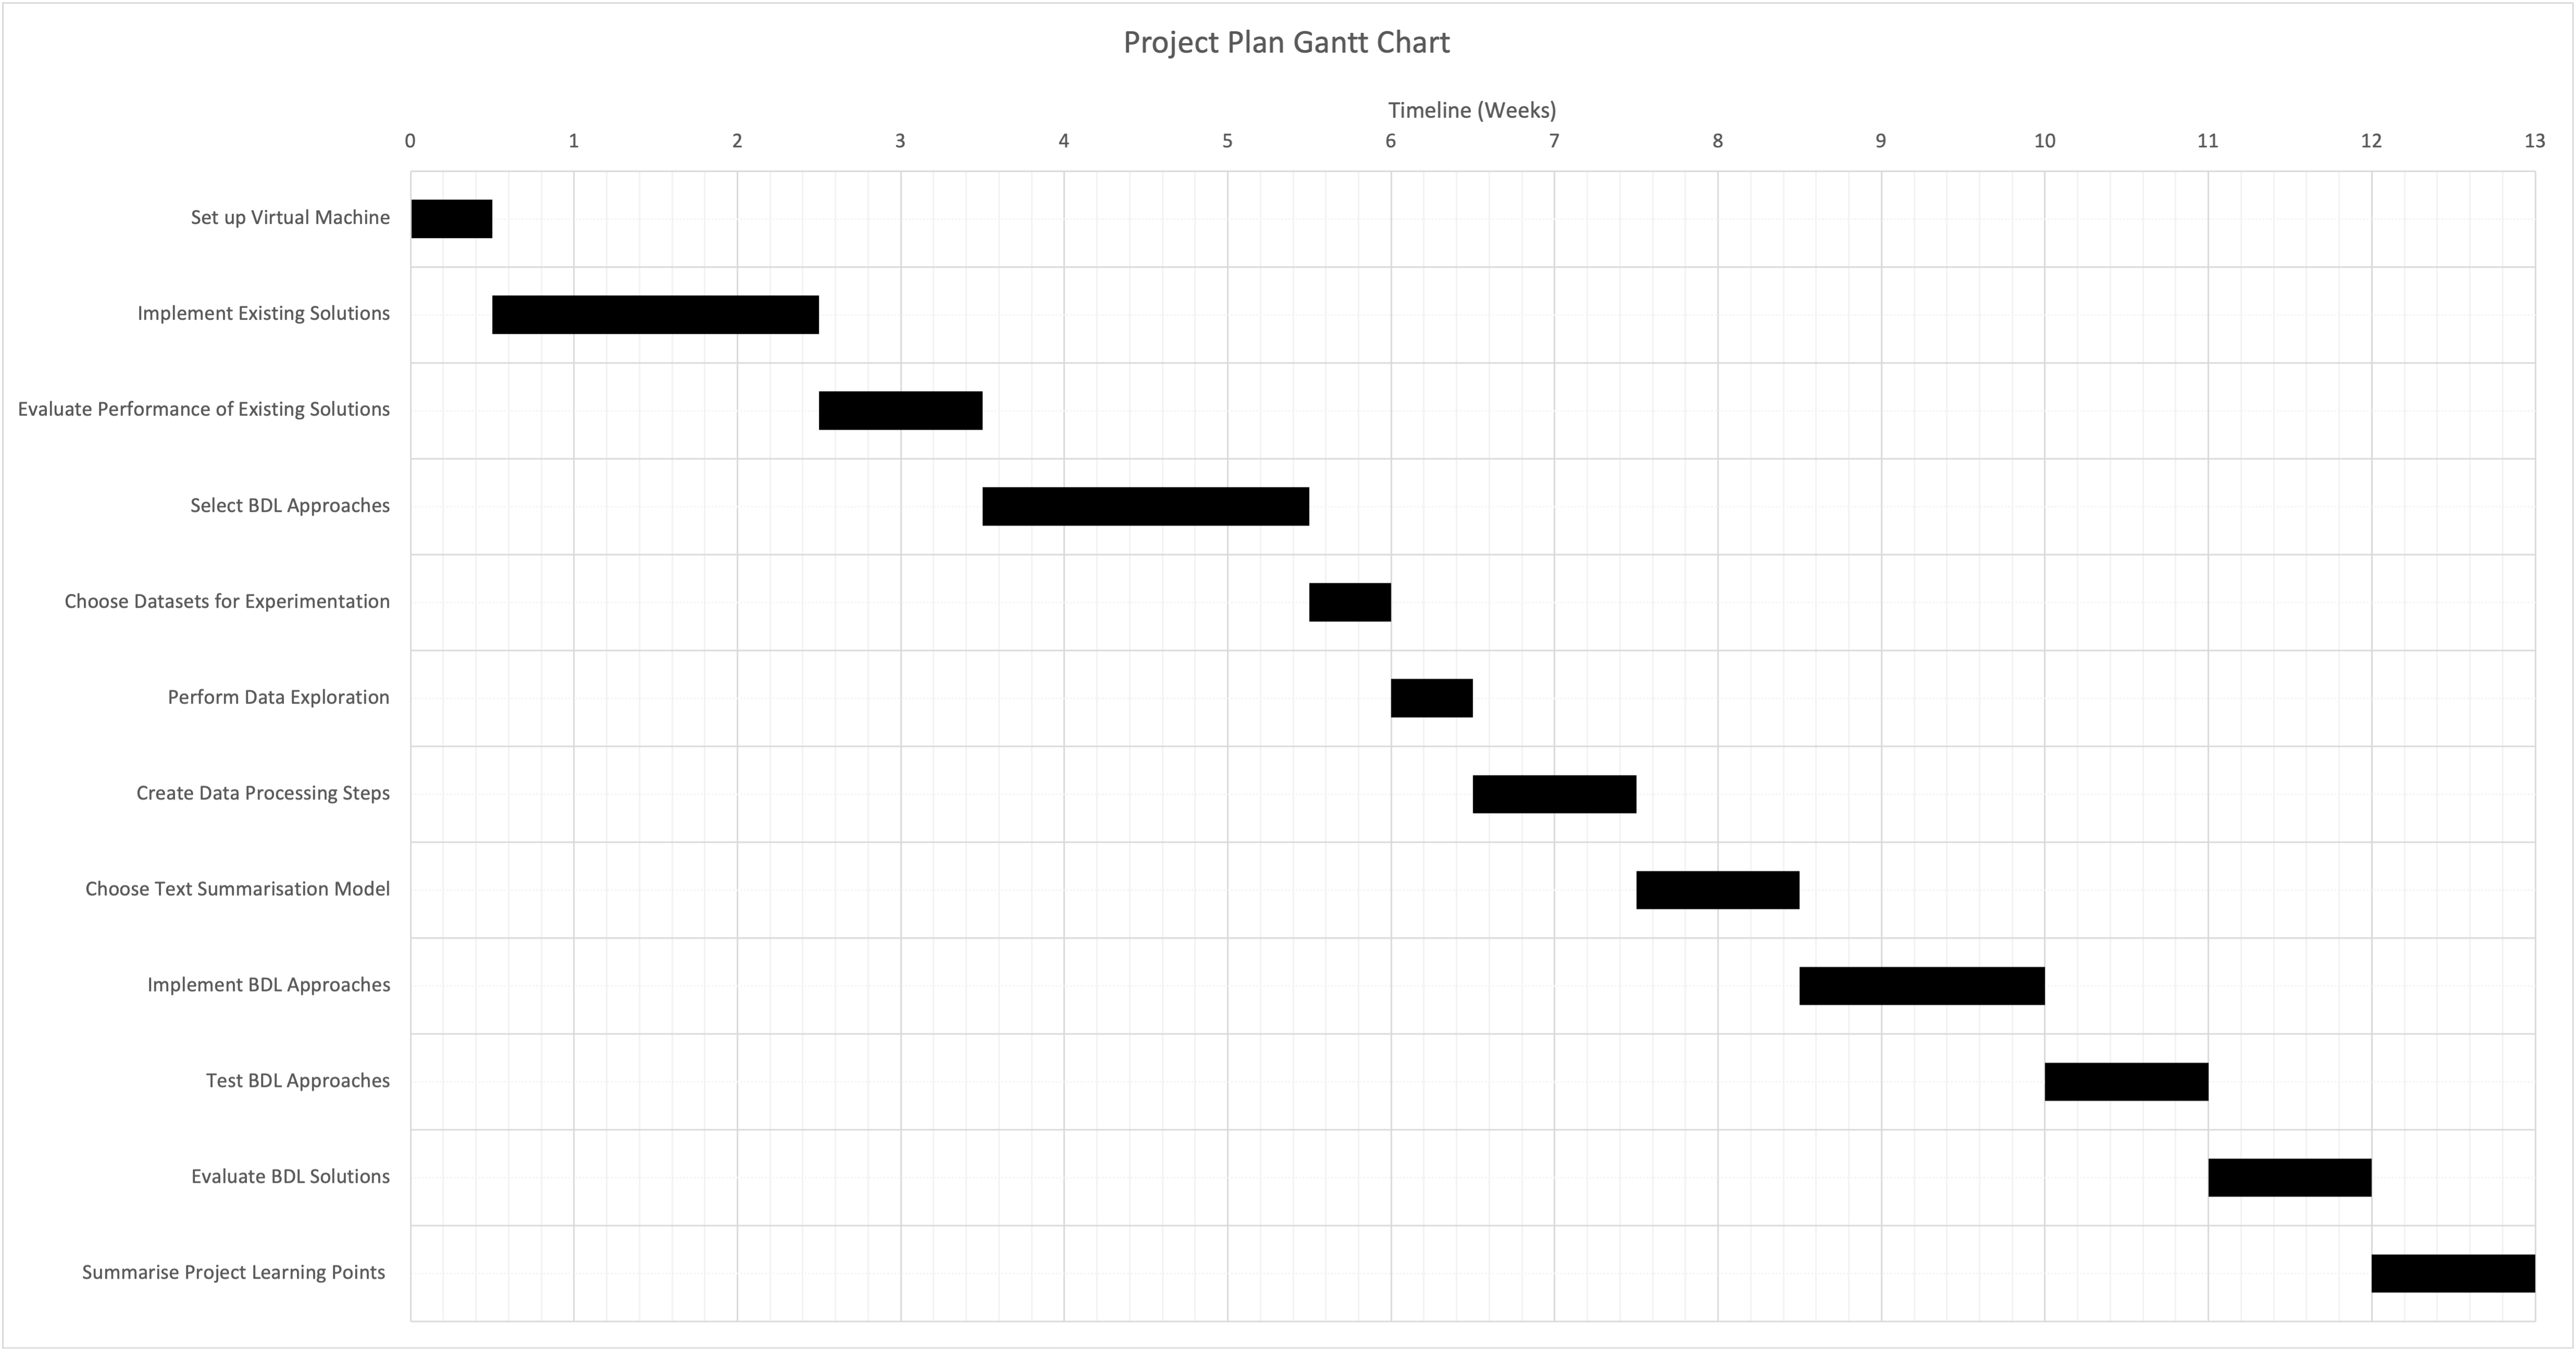 Project Plan Gantt Chart
Timeline (Weeks)
0 1 2 3 4 5 6 7 8 9 10 11 12 13
Set up Virtual Machine
Implement Existing Solutions
Evaluate Performance of Existing Solutions
Select BDL Approaches
Choose Datasets for Experimentation
Perform Data Exploration
Create Data Processing Steps
Choose Text Summarisation Model
Implement BDL Approaches
Test BDL Approaches
Evaluate BDL Solutions
Summarise Project Learning Points